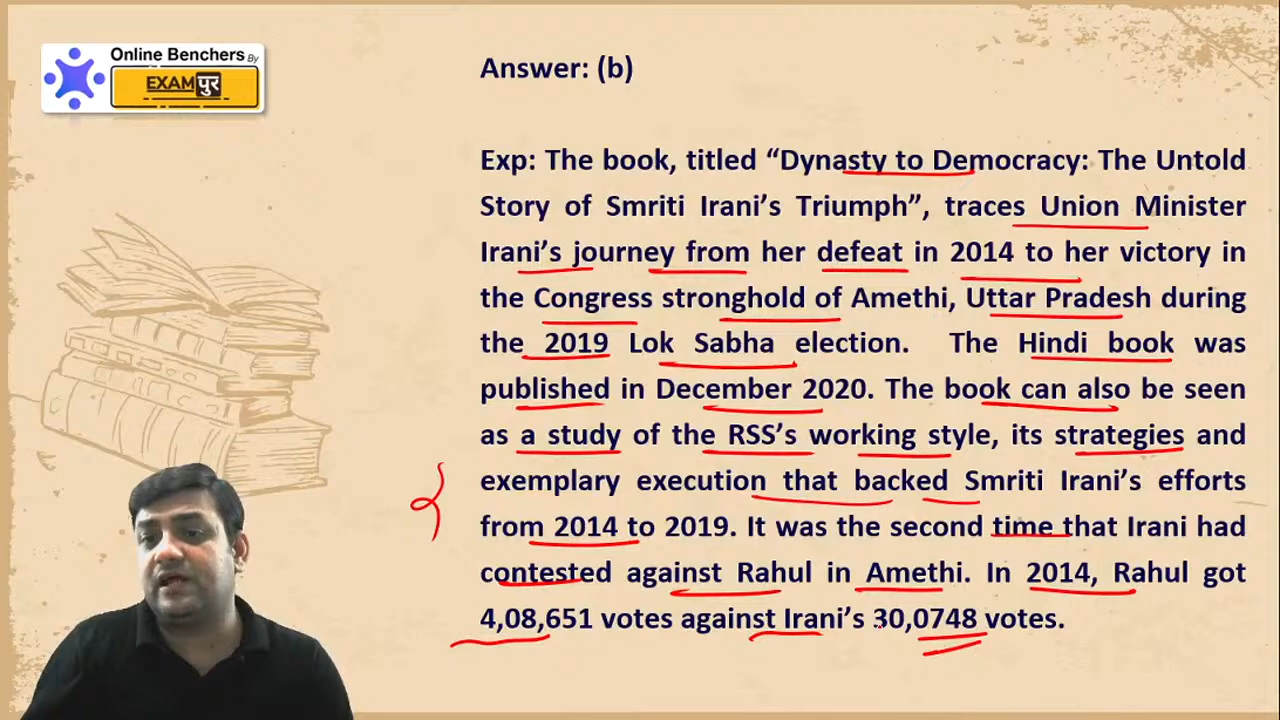 Online Benchers By
EXAMपुर
Answer: (b)
Exp: The book, titled “Dynasty to Democracy: The Untold
Story of Smriti Irani’s Triumph”, traces Union Minister
Irani’s journey from her defeat in 2014 to her victory in
the Congress stronghold of Amethi, Uttar Pradesh during
the 2019 Lok Sabha election. The Hindi book was
published in December 2020. The book can also be seen
as a study of the RSS’s working style, its strategies and
exemplary execution that backed Smriti Irani’s efforts
from 2014 to 2019. It was the second time that Irani had
contested against Rahul in Amethi. In 2014, Rahul got
4,08,651 votes against Irani’s 30,0748 votes.